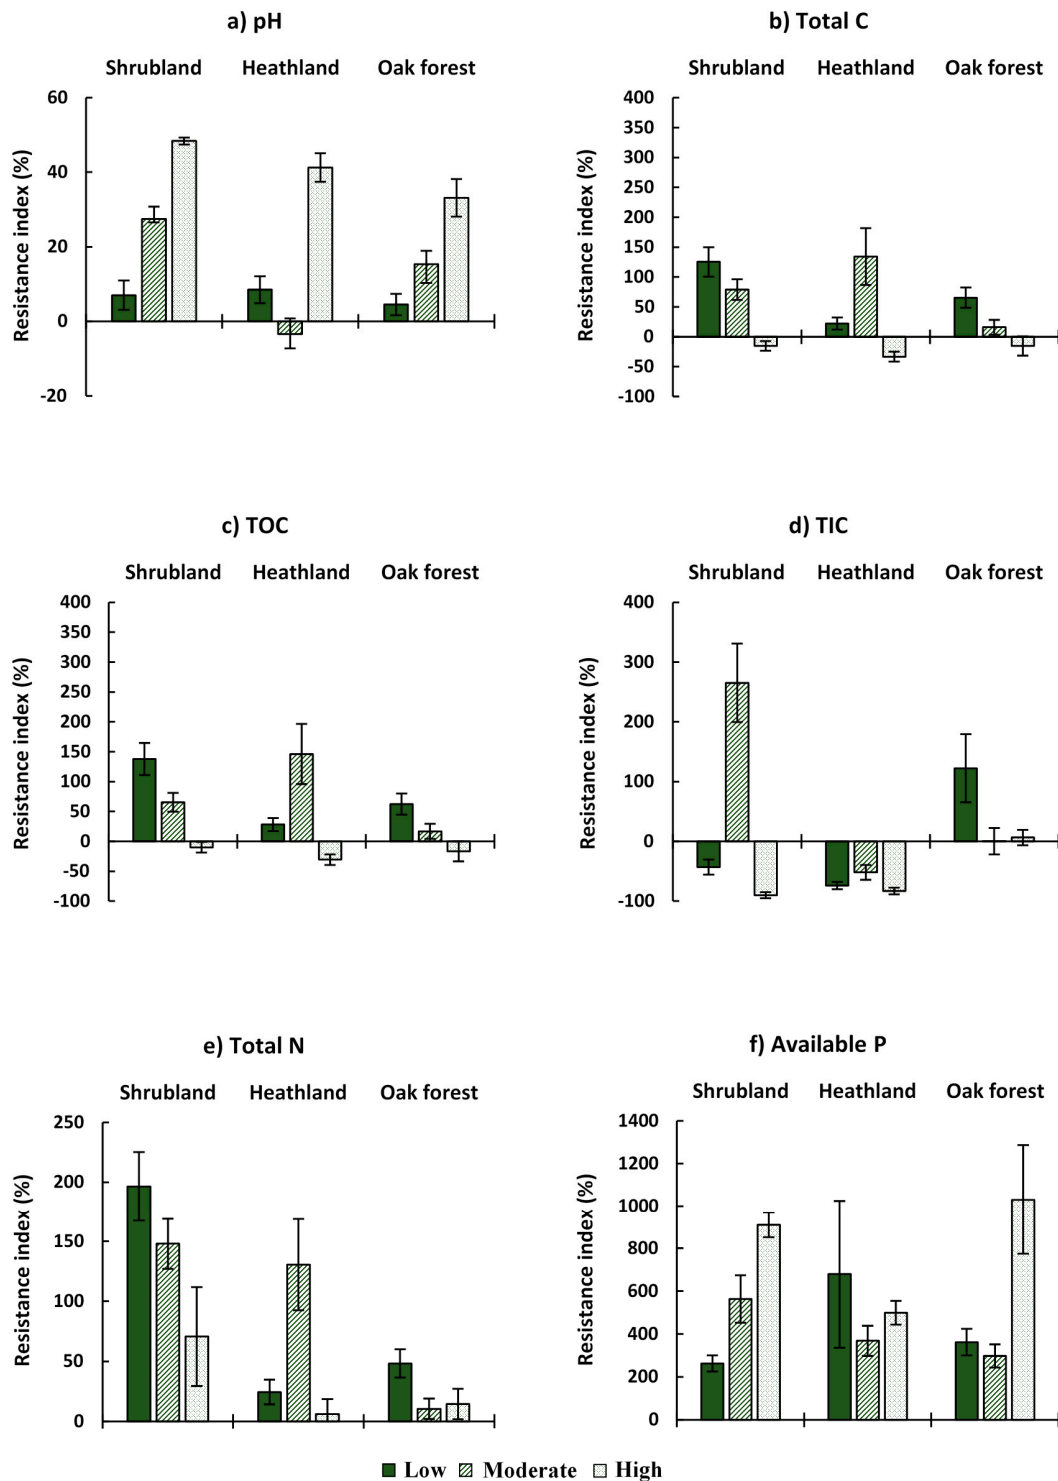 a) pH
Shrubland Heathland Oak forest
Resistance index (%)
60
40
20
0
-20
b) Total C
Shrubland Heathland Oak forest
Resistance index (%)
400
350
300
250
200
150
100
50
0
-50
-100
c) TOC
Shrubland Heathland Oak forest
Resistance index (%)
400
350
300
250
200
150
100
50
0
-50
-100
d) TIC
Shrubland Heathland Oak forest
Resistance index (%)
400
300
200
100
0
-100
e) Total N
Shrubland Heathland Oak forest
Resistance index (%)
250
200
150
100
50
0
f) Available P
Shrubland Heathland Oak forest
Resistance index (%)
1400
1200
1000
800
600
400
200
0
Low Moderate High